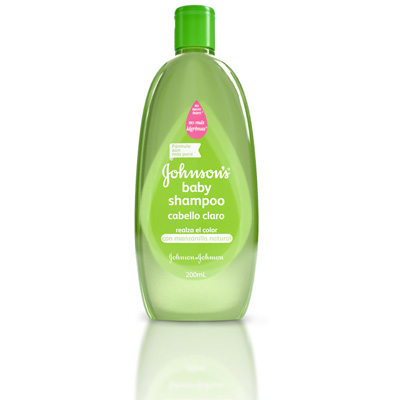 no más
lágrimas
Johnson's
baby
shampoo
cabello claro
realza el color
con manzanilla natural
Johnson & Johnson
200mL